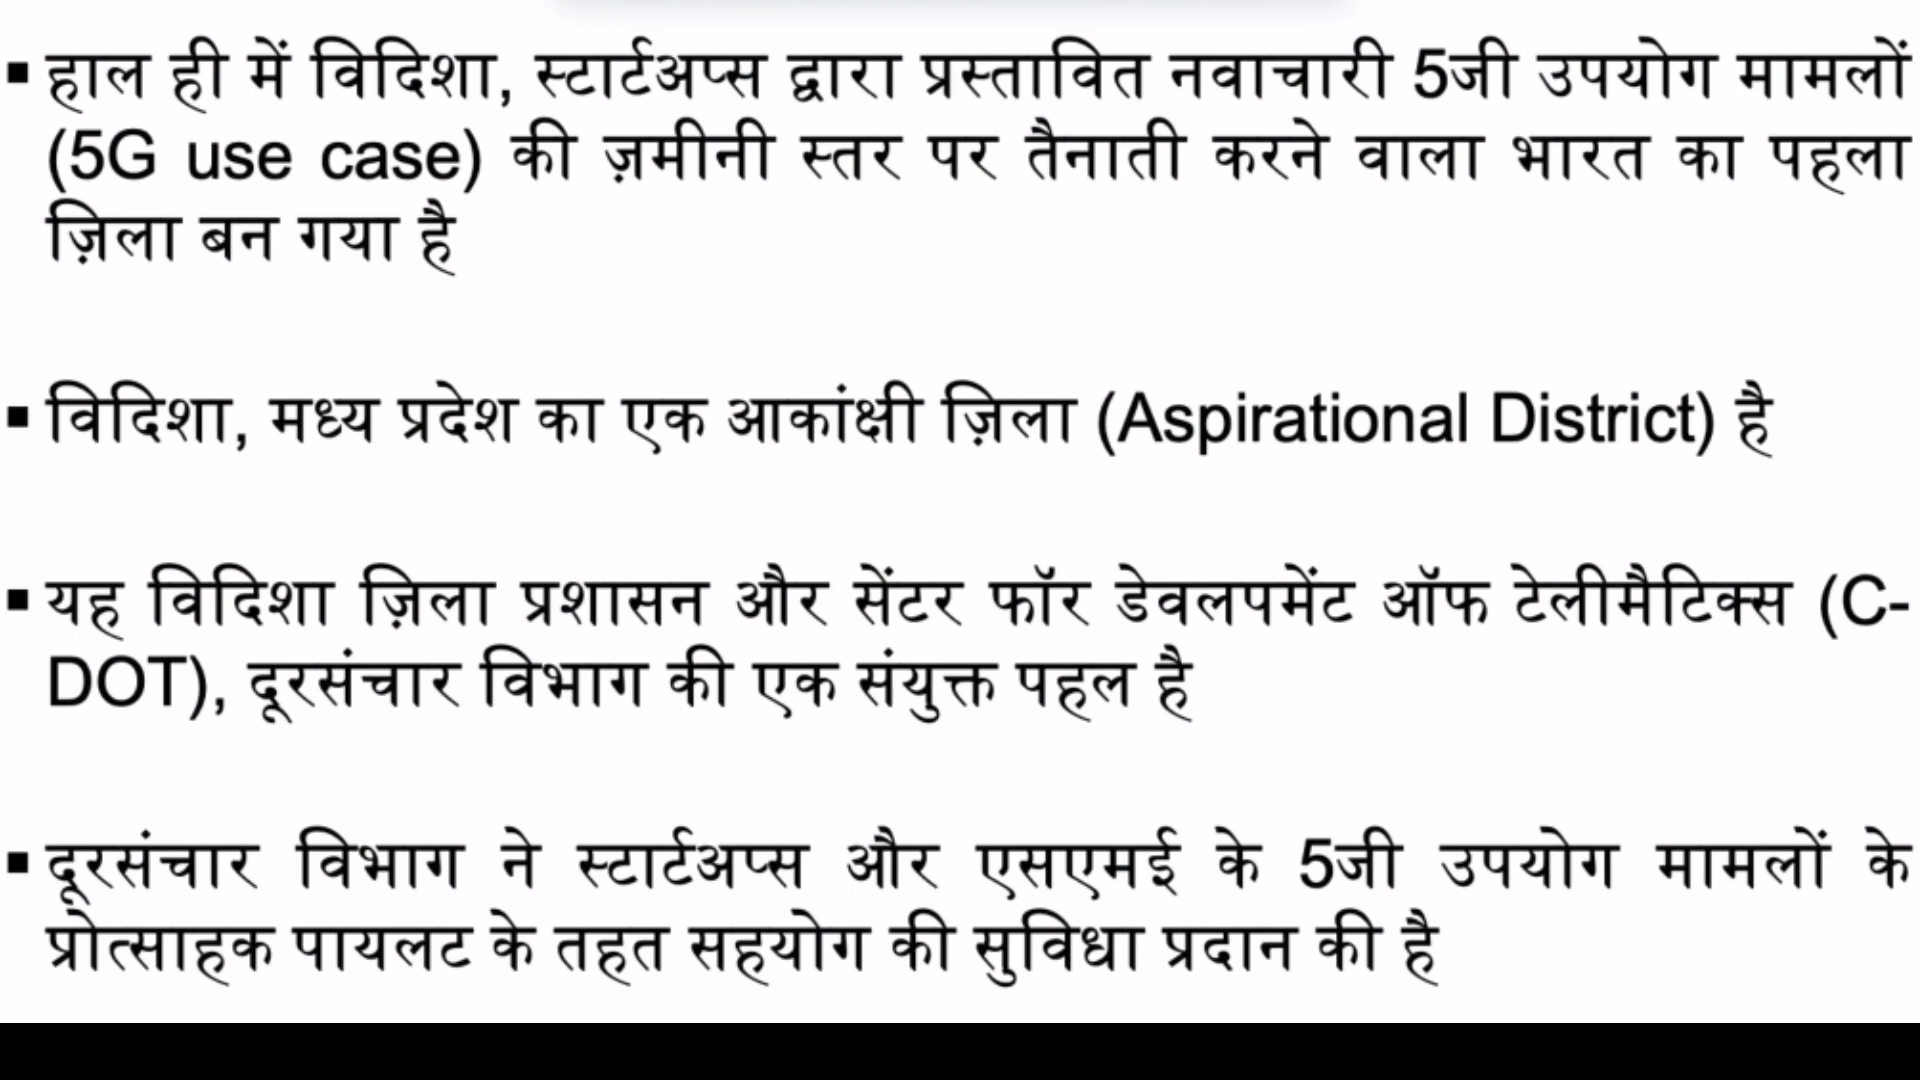 ▪ हाल ही में विदिशा, स्टार्टअप्स द्वारा प्रस्तावित नवाचारी 5जी उपयोग मामलों
(5G use case) की ज़मीनी स्तर पर तैनाती करने वाला भारत का पहला
ज़िला बन गया है
▪ विदिशा, मध्य प्रदेश का एक आकांक्षी ज़िला (Aspirational District) है
▪ यह विदिशा ज़िला प्रशासन और सेंटर फॉर डेवलपमेंट ऑफ टेलीमैटिक्स (C-
DOT), दूरसंचार विभाग की एक संयुक्त पहल है
▪ दूरसंचार विभाग ने स्टार्टअप्स और एसएमई के 5जी उपयोग मामलों के
प्रोत्साहक पायलट के तहत सहयोग की सुविधा प्रदान की है